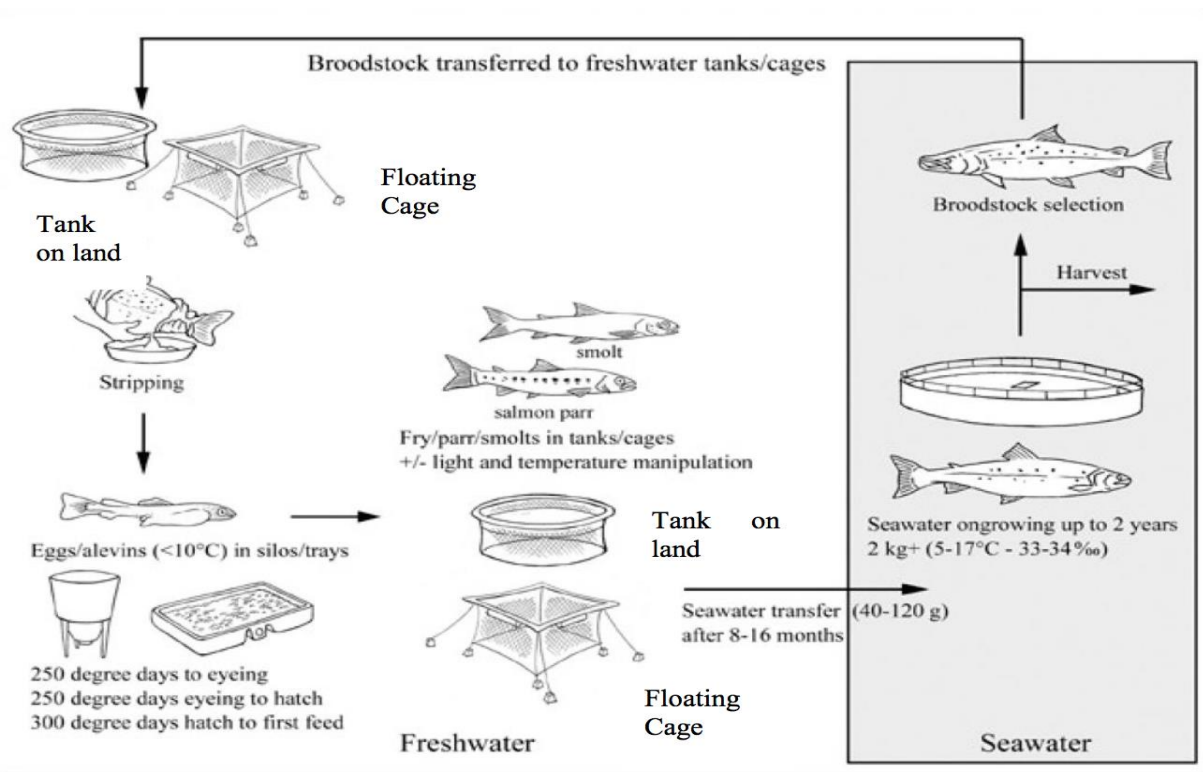 Broodstock transferred to freshwater tanks/cages
Floating
Cage
Tank
on land
Broodstock selection
Harvest
Stripping
smolt
salmon parr
Fry/parr/smolts in tanks/cages
+/- light and temperature manipulation
Eggs/alevins (<10°C) in silos/trays
Tank on
land
Seawater ongrowing up to 2 years
2 kg+ (5-17°C - 33-34‰)
Seawater transfer (40-120 g)
after 8-16 months
250 degree days to eyeing
250 degree days eyeing to hatch
300 degree days hatch to first feed
Floating
Cage
Freshwater
Seawater